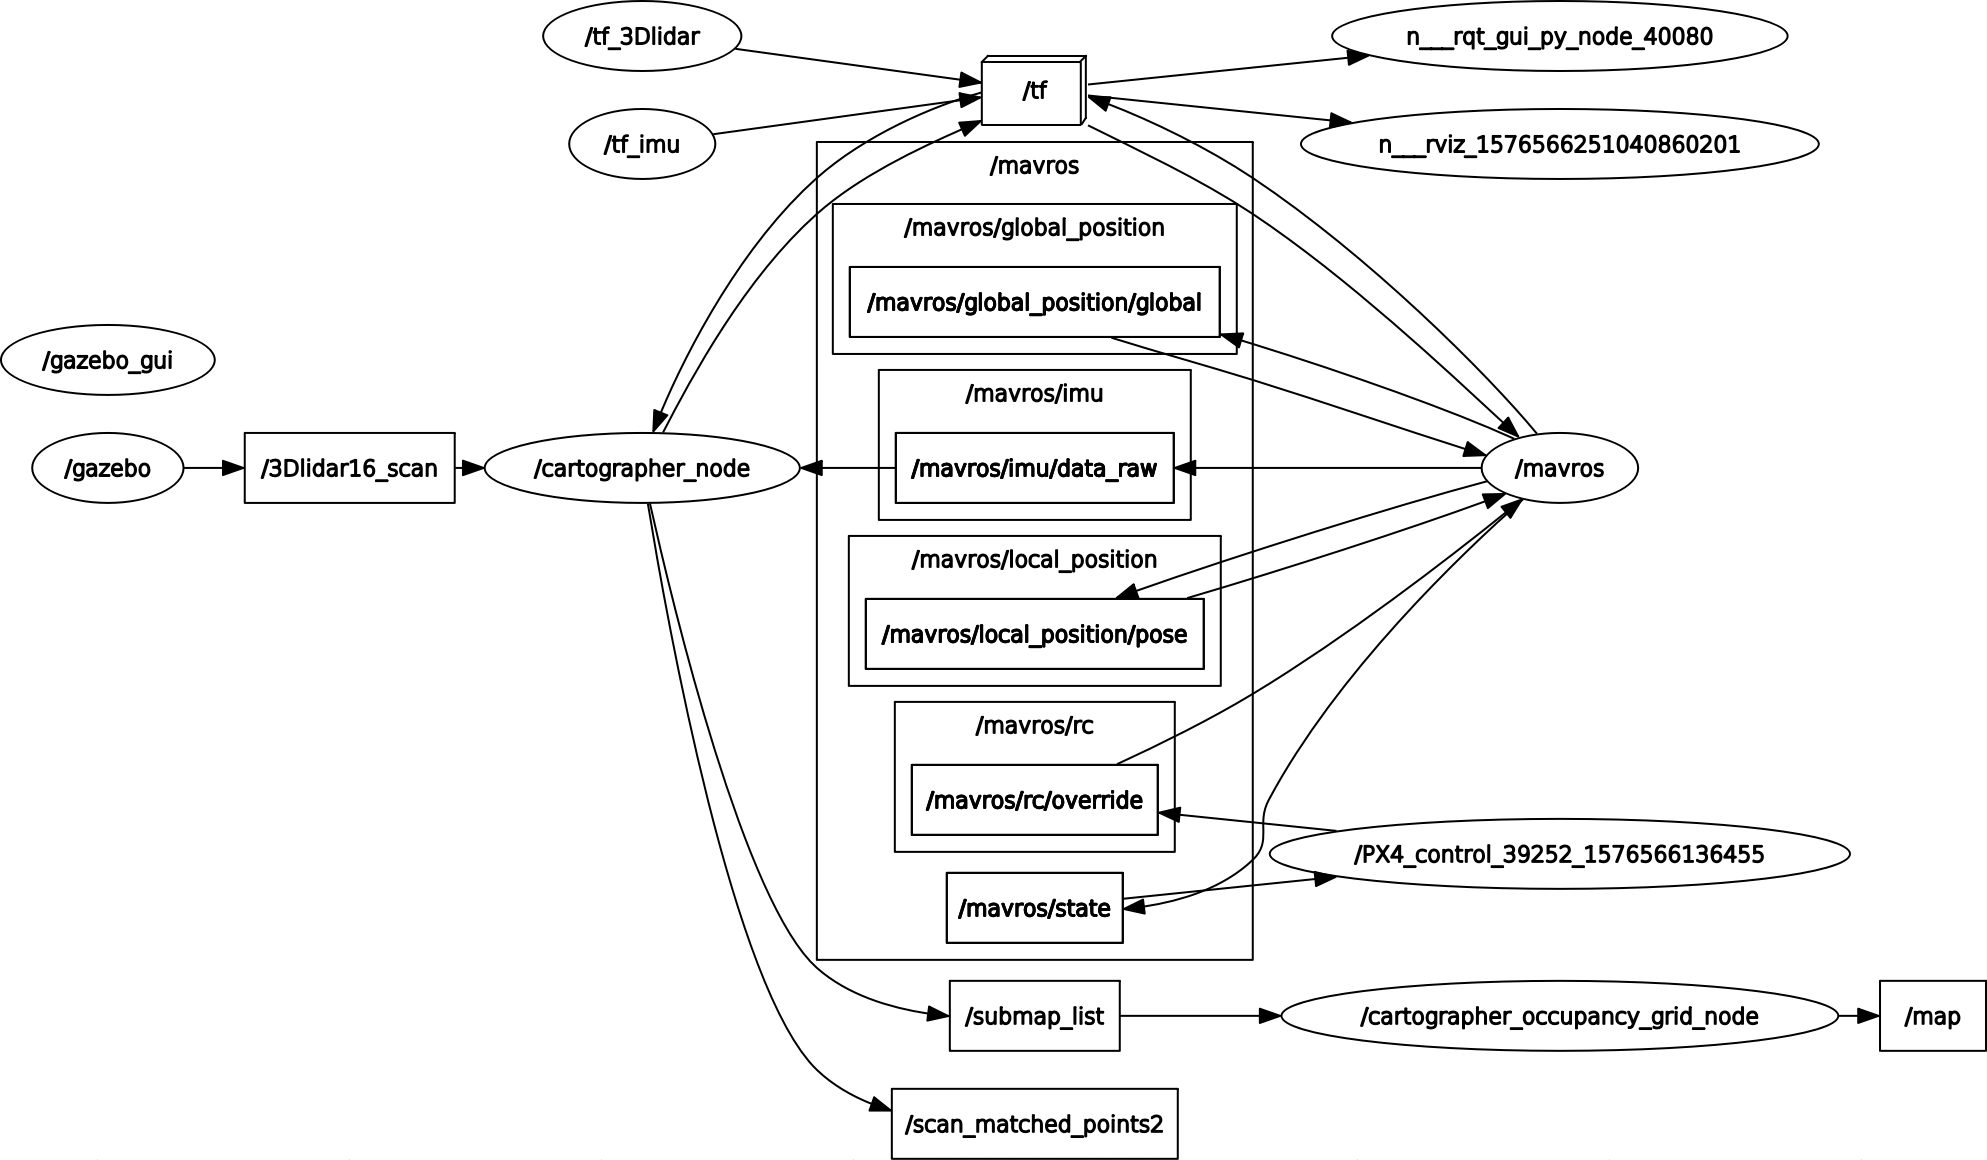 /tf_3Dlidar
n___rqt_gui_py_node_40080
/tf
/tf_imu
n___rviz_1576566251040860201
/mavros
/mavros/global_position
/mavros/global_position/global
/gazebo_gui
/mavros/imu
/gazebo
/3Dlidar16_scan
/cartographer_node
/mavros/imu/data_raw
/mavros
/mavros/local_position
/mavros/local_position/pose
/mavros/rc
/mavros/rc/override
/PX4_control_39252_1576566136455
/mavros/state
/submap_list
/cartographer_occupancy_grid_node
/map
/scan_matched_points2